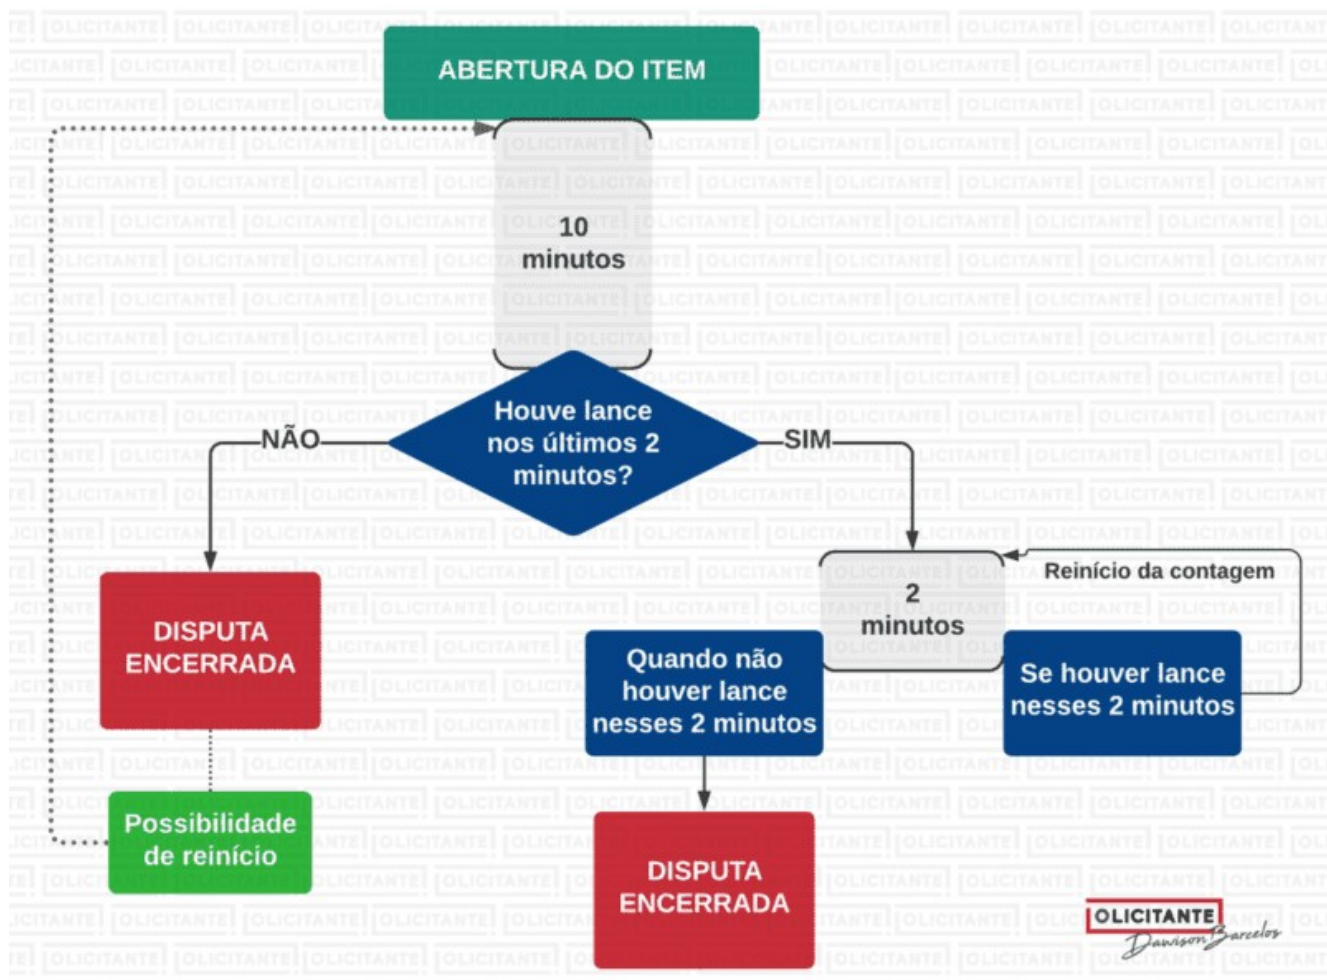 ABERTURA DO ITEM
10
minutos
Houve lance
nos últimos 2
minutos?
NÃO
SIM
DISPUTA
ENCERRADA
Possibilidade
de reinício
2
minutos
Reinício da contagem
Quando não
houver lance
nesses 2 minutos
Se houver lance
nesses 2 minutos
DISPUTA
ENCERRADA
OLICITANTE
Dawison Barcelos